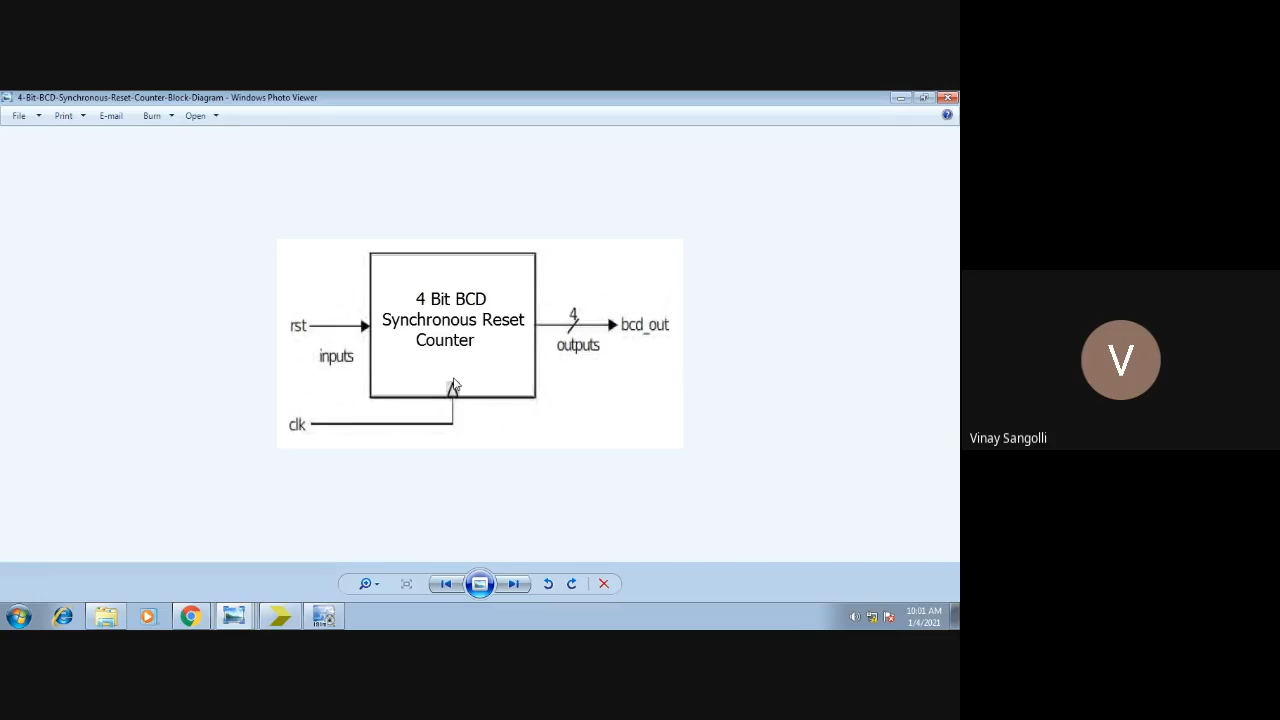 4-Bit-BCD-Synchronous-Reset-Counter-Block-Diagram - Windows Photo Viewer
File Print E-mail Burn Open
4 Bit BCD
Synchronous Reset
Counter
rst
inputs
clk
4
outputs
bcd_out
V
Vinay Sangolli
10:01 AM
1/4/2021